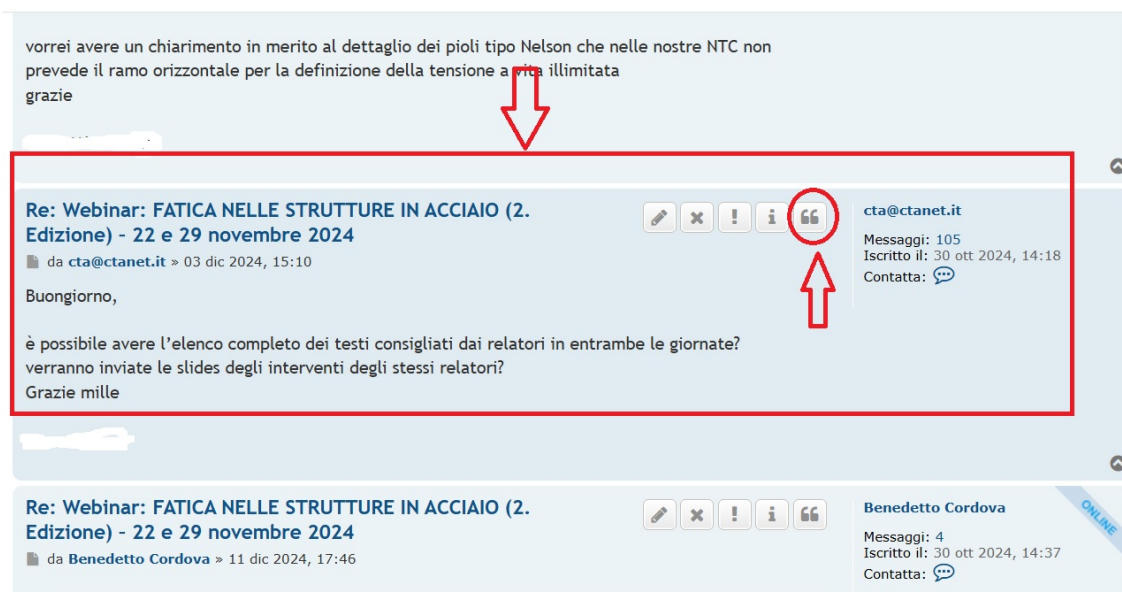 vorrei avere un chiarimento in merito al dettaglio dei pioli tipo Nelson che nelle nostre NTC non
prevede il ramo orizzontale per la definizione della tensione a vita illimitata
grazie
Re: Webinar: FATICA NELLE STRUTTURE IN ACCIAIO (2.
Edizione) - 22 e 29 novembre 2024
da cta@ctanet.it » 03 dic 2024, 15:10
cta@ctanet.it
Messaggi: 105
Iscritto il: 30 ott 2024, 14:18
Contatta:
Buongiorno,
è possibile avere l’elenco completo dei testi consigliati dai relatori in entrambe le giornate?
verranno inviate le slides degli interventi degli stessi relatori?
Grazie mille
Re: Webinar: FATICA NELLE STRUTTURE IN ACCIAIO (2.
Edizione) - 22 e 29 novembre 2024
da Benedetto Cordova » 11 dic 2024, 17:46
Benedetto Cordova
Messaggi: 4
Iscritto il: 30 ott 2024, 14:37
Contatta:
ONLINE